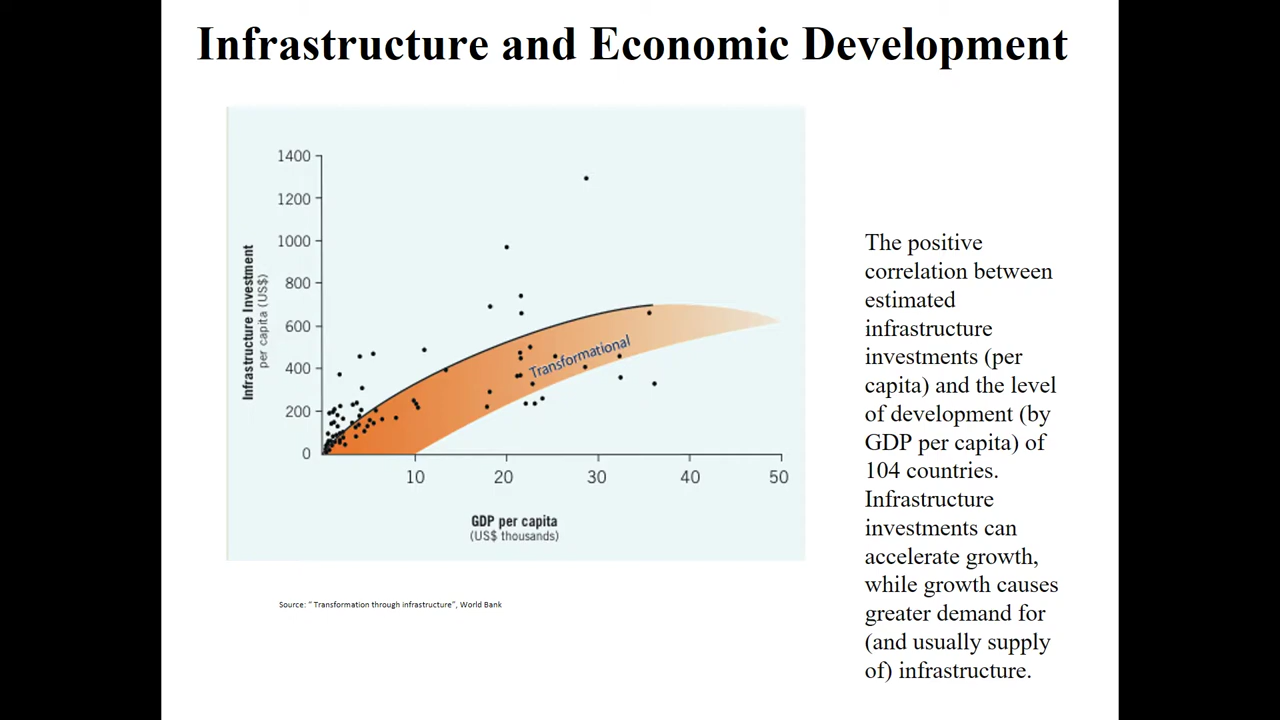 Infrastructure and Economic Development
1400
1200
1000
800
600
400
200
0
Infrastructure Investment
per capita (US$)
Transformational
10
20
30
40
50
GDP per capita
(US$ thousands)
Source: " Transformation through infrastructure", World Bank
The positive
correlation between
estimated
infrastructure
investments (per
capita) and the level
of development (by
GDP per capita) of
104 countries.
Infrastructure
investments can
accelerate growth,
while growth causes
greater demand for
(and usually supply
of) infrastructure.